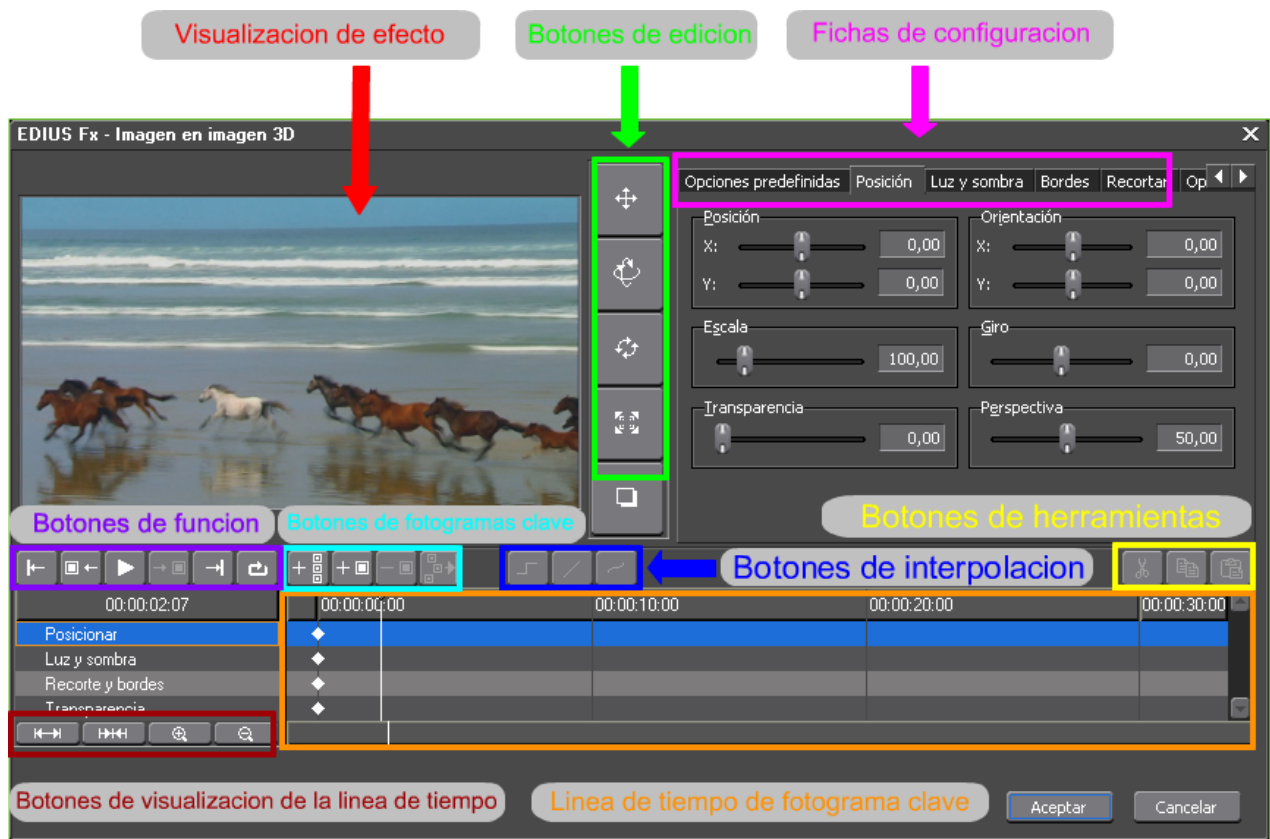 Visualizacion de efecto
Botones de edicion
Fichas de configuracion
EDIUS Fx - Imagen en imagen 3D
Opciones predefinidas Posición Luz y sombra Bordes Recortar Op
Posición
X: 0,00
Y: 0,00
Orientación
X: 0,00
Y: 0,00
Escala
100,00
Giro
0,00
Transparencia
0,00
Perspectiva
50,00
Botones de funcion
Botones de fotogramas clave
Botones de herramientas
Botones de interpolacion
00:00:02:07 00:00:00:00 00:00:10:00 00:00:20:00 00:00:30:00
Posicionar
Luz y sombra
Recorte y bordes
Transparencia
Botones de visualizacion de la linea de tiempo
Linea de tiempo de fotograma clave
Aceptar
Cancelar